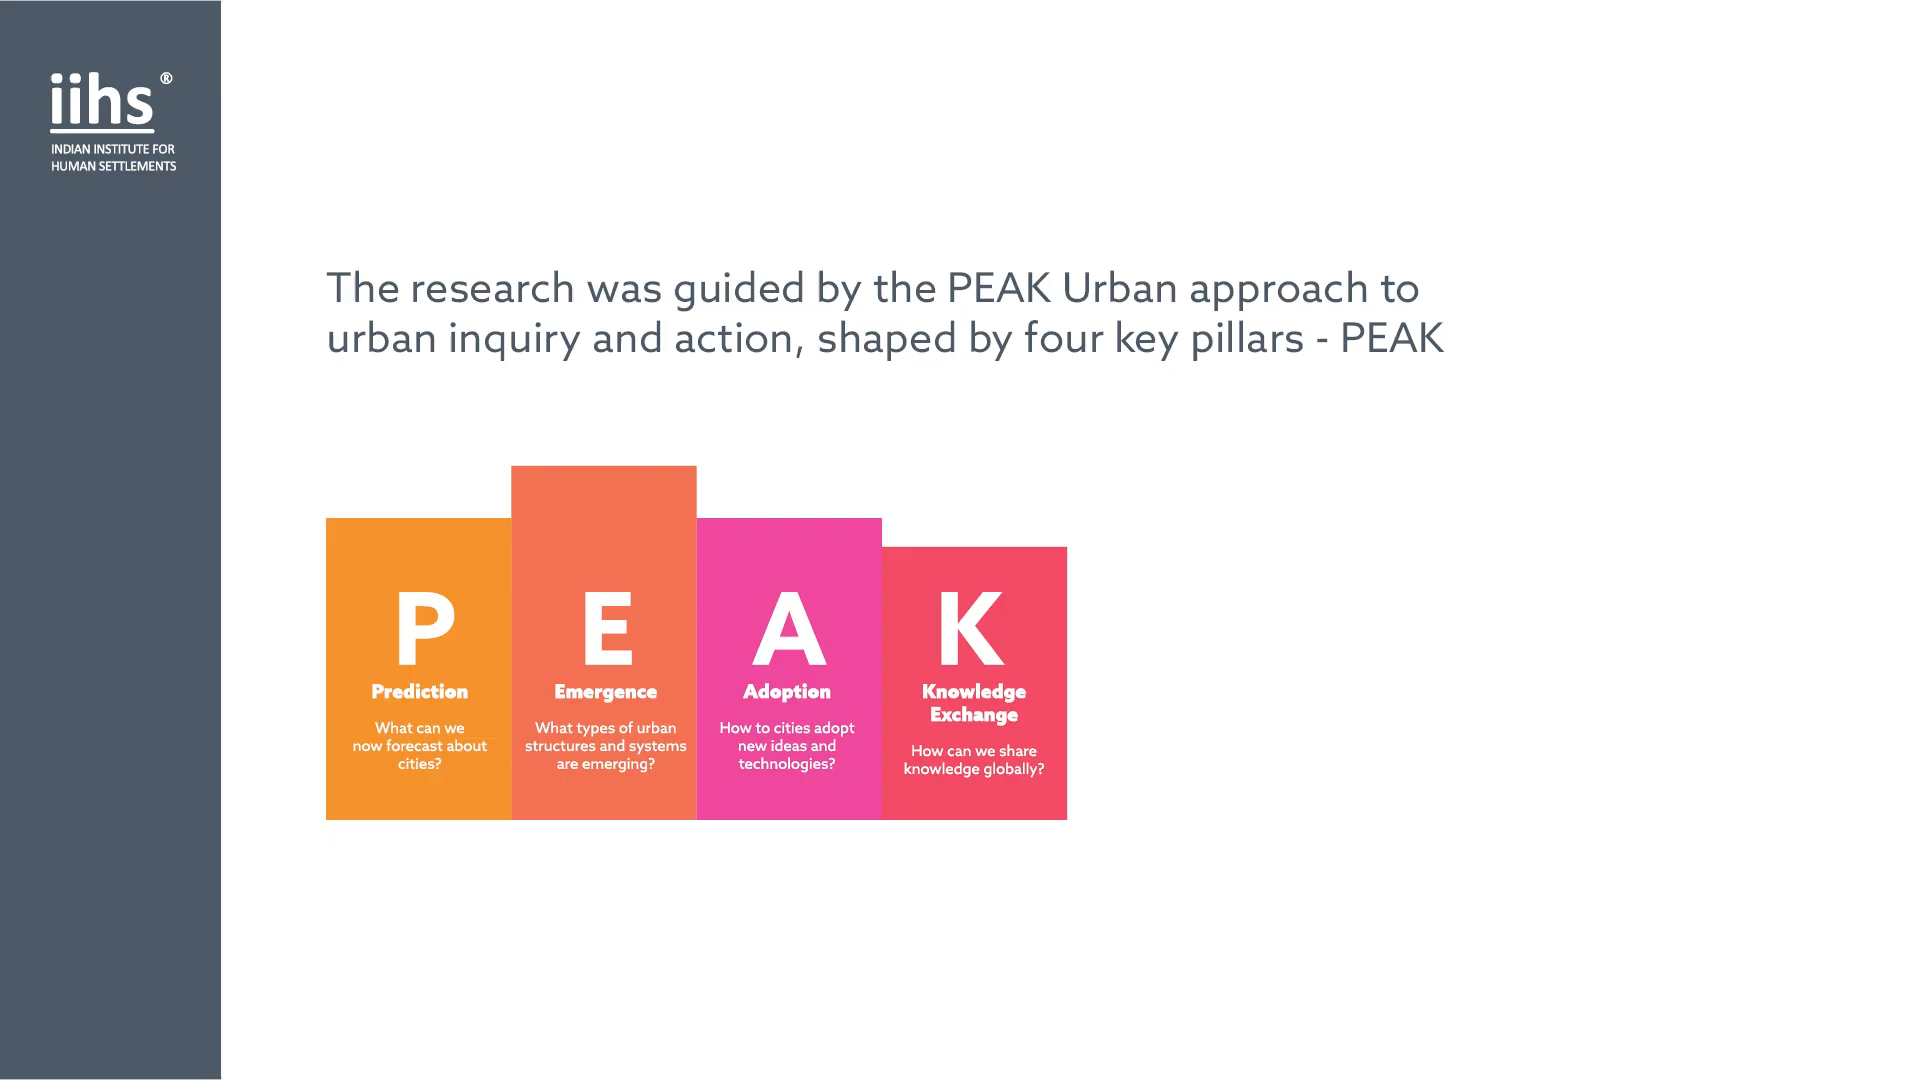 iihs®
INDIAN INSTITUTE FOR
HUMAN SETTLEMENTS
The research was guided by the PEAK Urban approach to
urban inquiry and action, shaped by four key pillars - PEAK
P
Prediction
What can we
now forecast about
cities?
E
Emergence
What types of urban
structures and systems
are emerging?
A
Adoption
How to cities adopt
new ideas and
technologies?
K
Knowledge
Exchange
How can we share
knowledge globally?